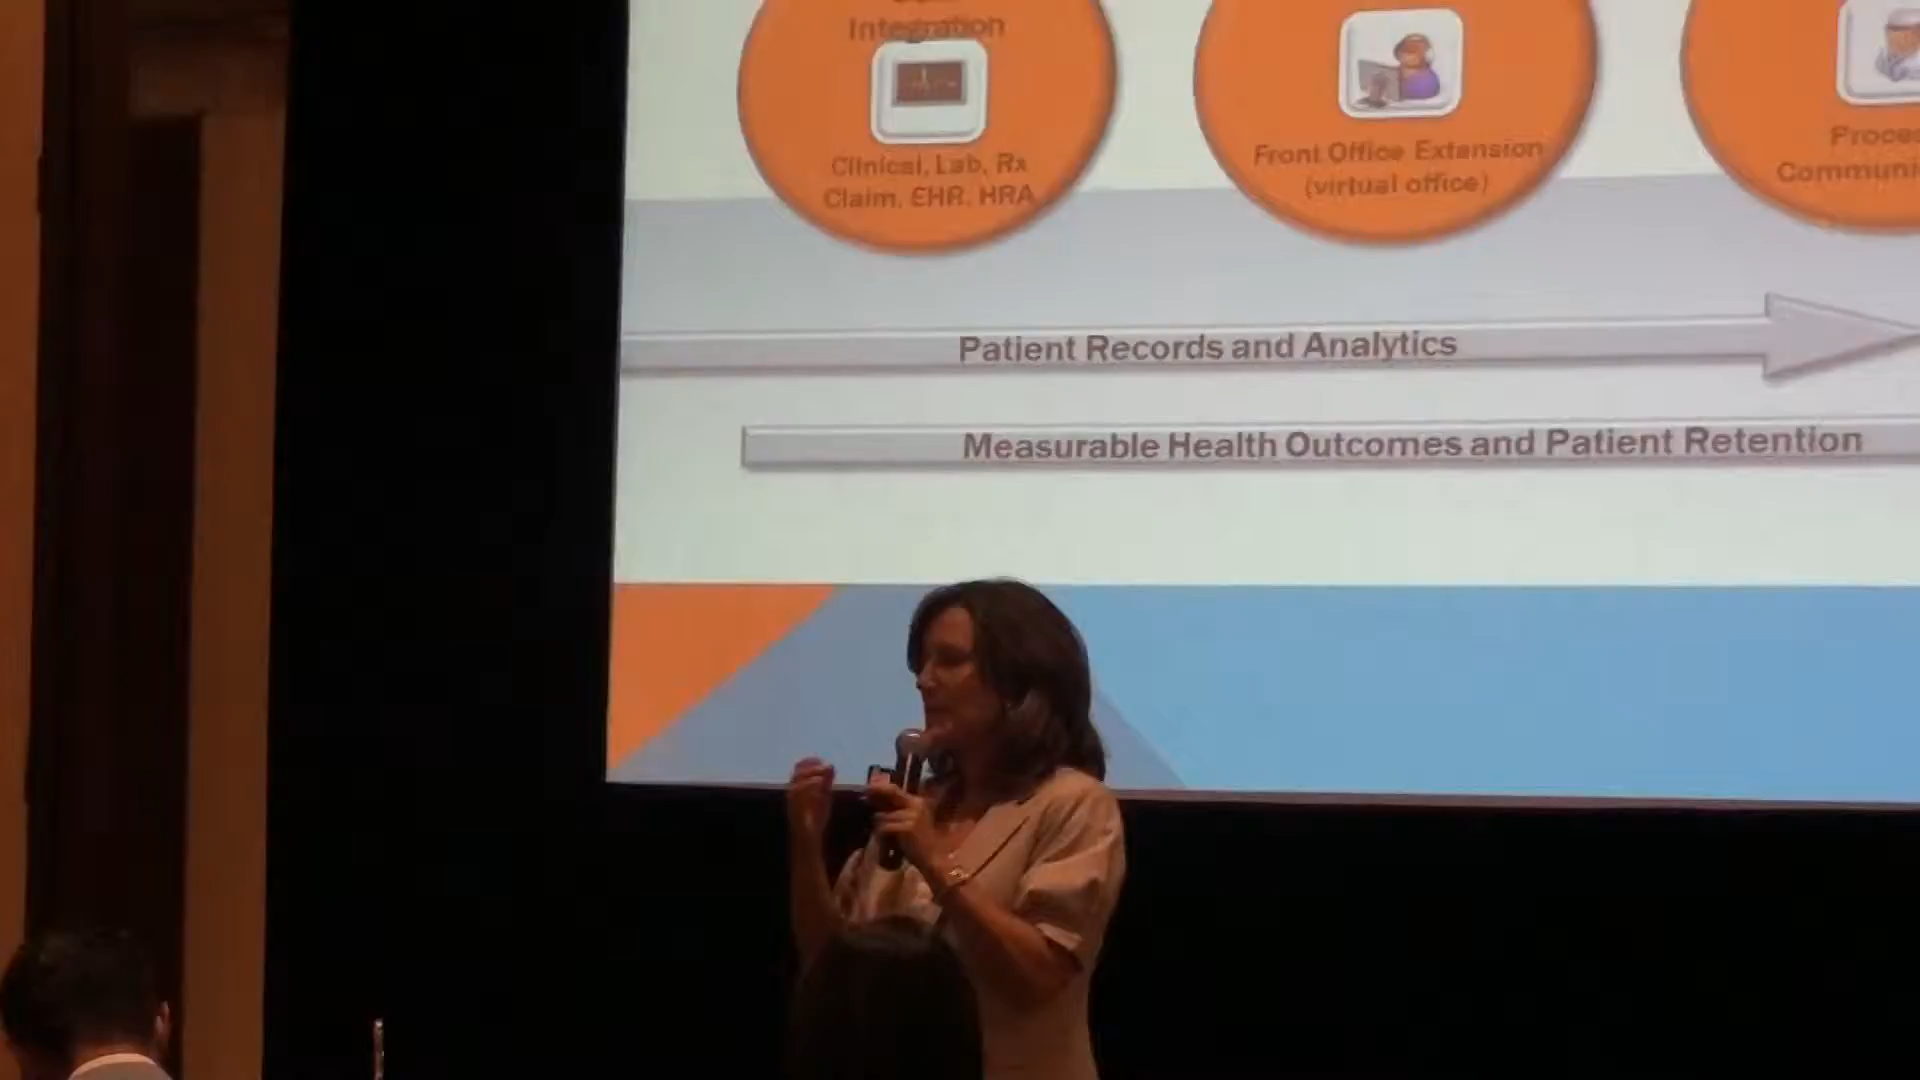 Integration
Clinical, Lab, Rx
Claim, EHR, HRA
Front Office Extension
(virtual office)
Patient Records and Analytics
Measurable Health Outcomes and Patient Retention